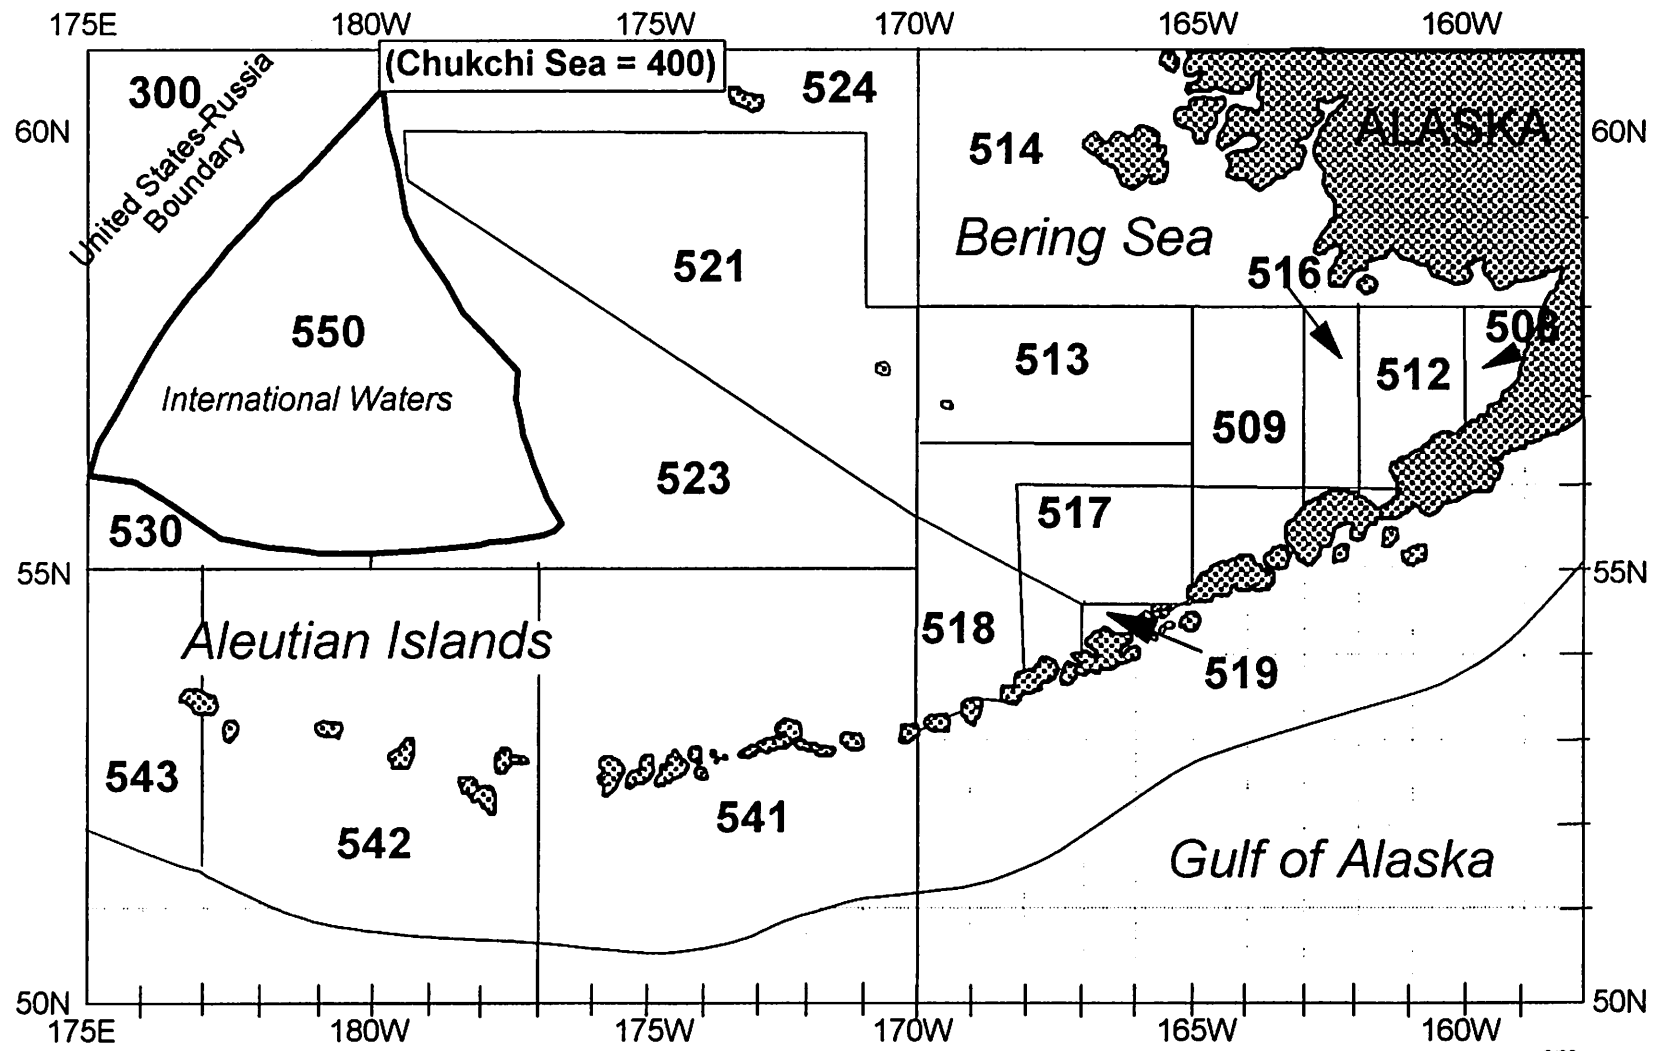 175E 180W 175W 170W 165W 160W
(Chukchi Sea = 400)
300
524
United States-Russia
Boundary
60N
514
ALASKA
60N
Bering Sea
521
516
508
550
513
512
International Waters
509
523
517
530
55N
55N
518
Aleutian Islands
519
543
541
542
Gulf of Alaska
50N
50N
175E 180W 175W 170W 165W 160W